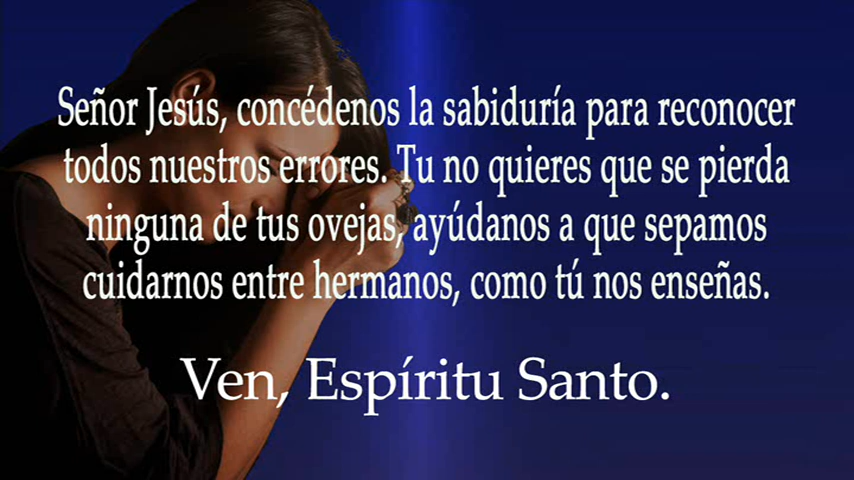 Señor Jesús, concédenos la sabiduría para reconocer
todos nuestros errores. Tu no quieres que se pierda
ninguna de tus ovejas, ayúdanos a que sepamos
cuidarnos entre hermanos, como tú nos enseñas.
Ven, Espíritu Santo.